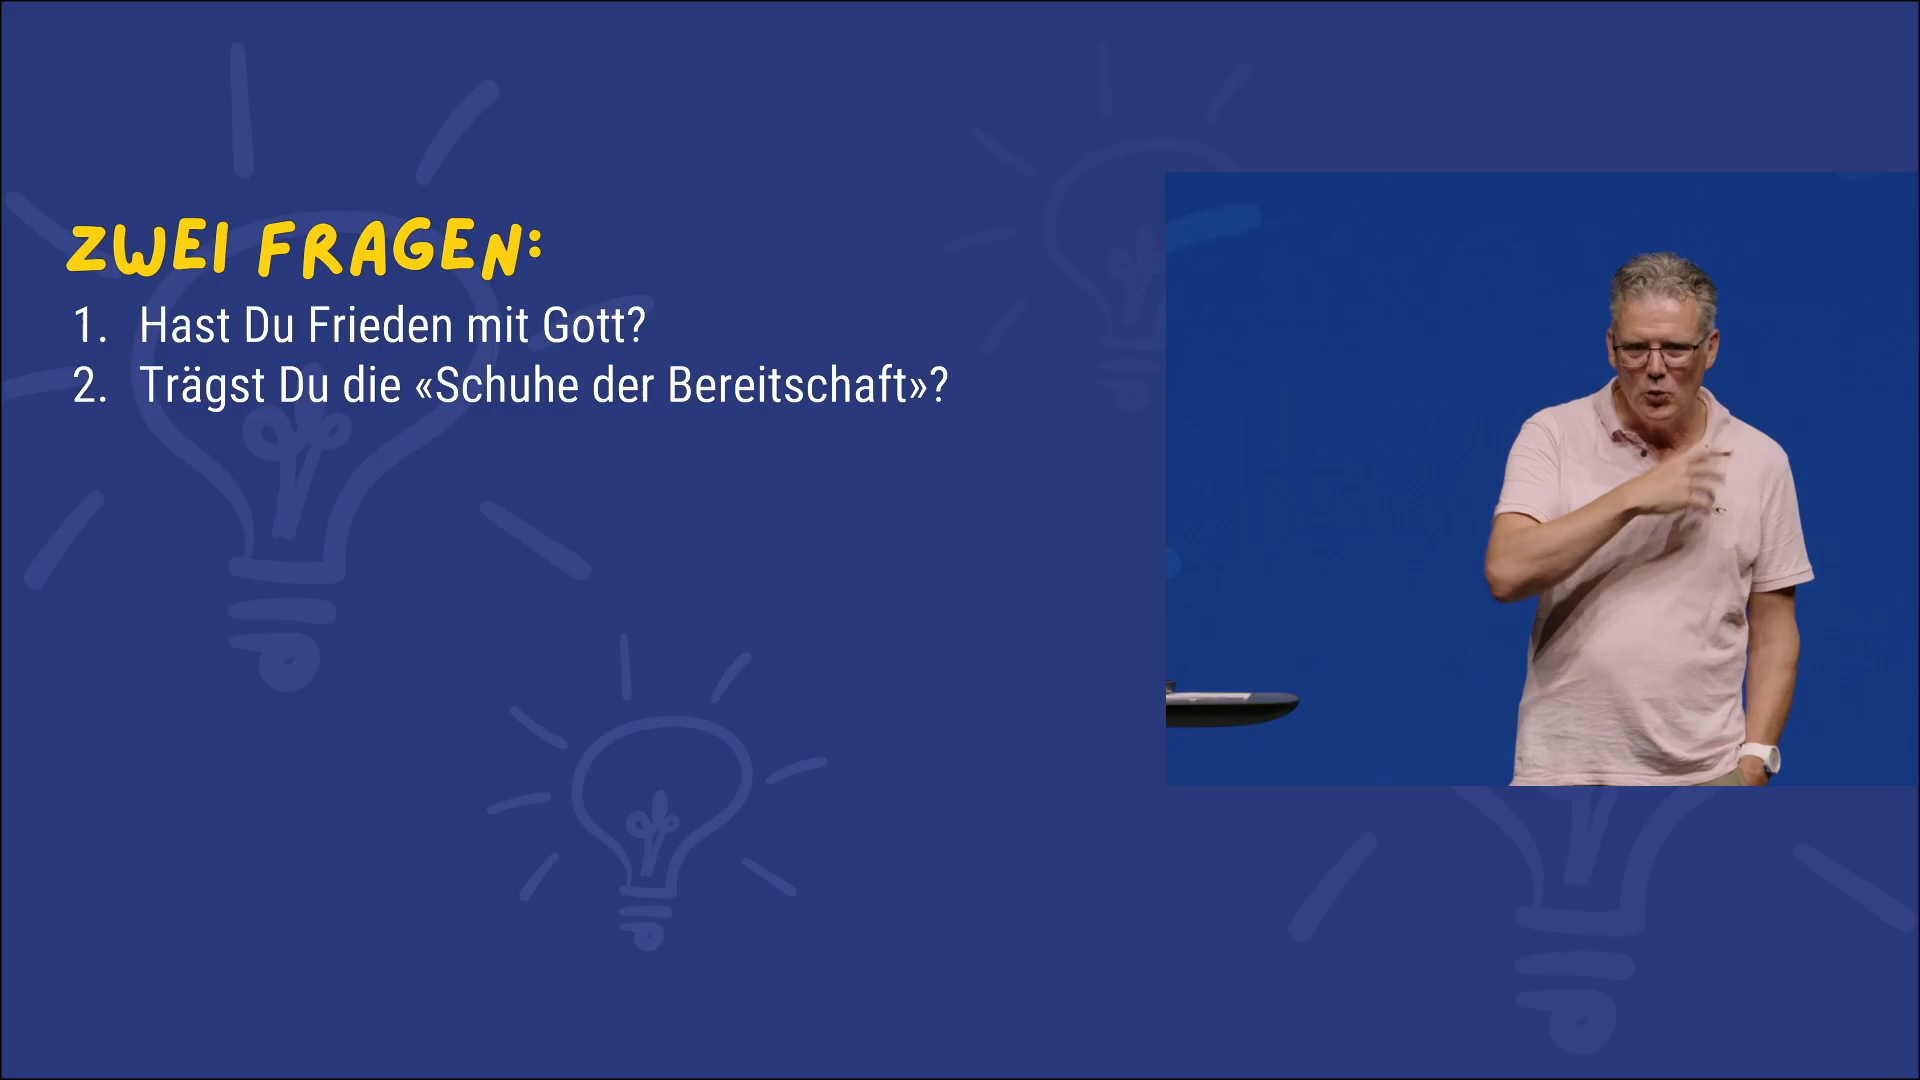 ZWEI FRAGEN:
1. Hast Du Frieden mit Gott?
2. Trägst Du die «Schuhe der Bereitschaft»?